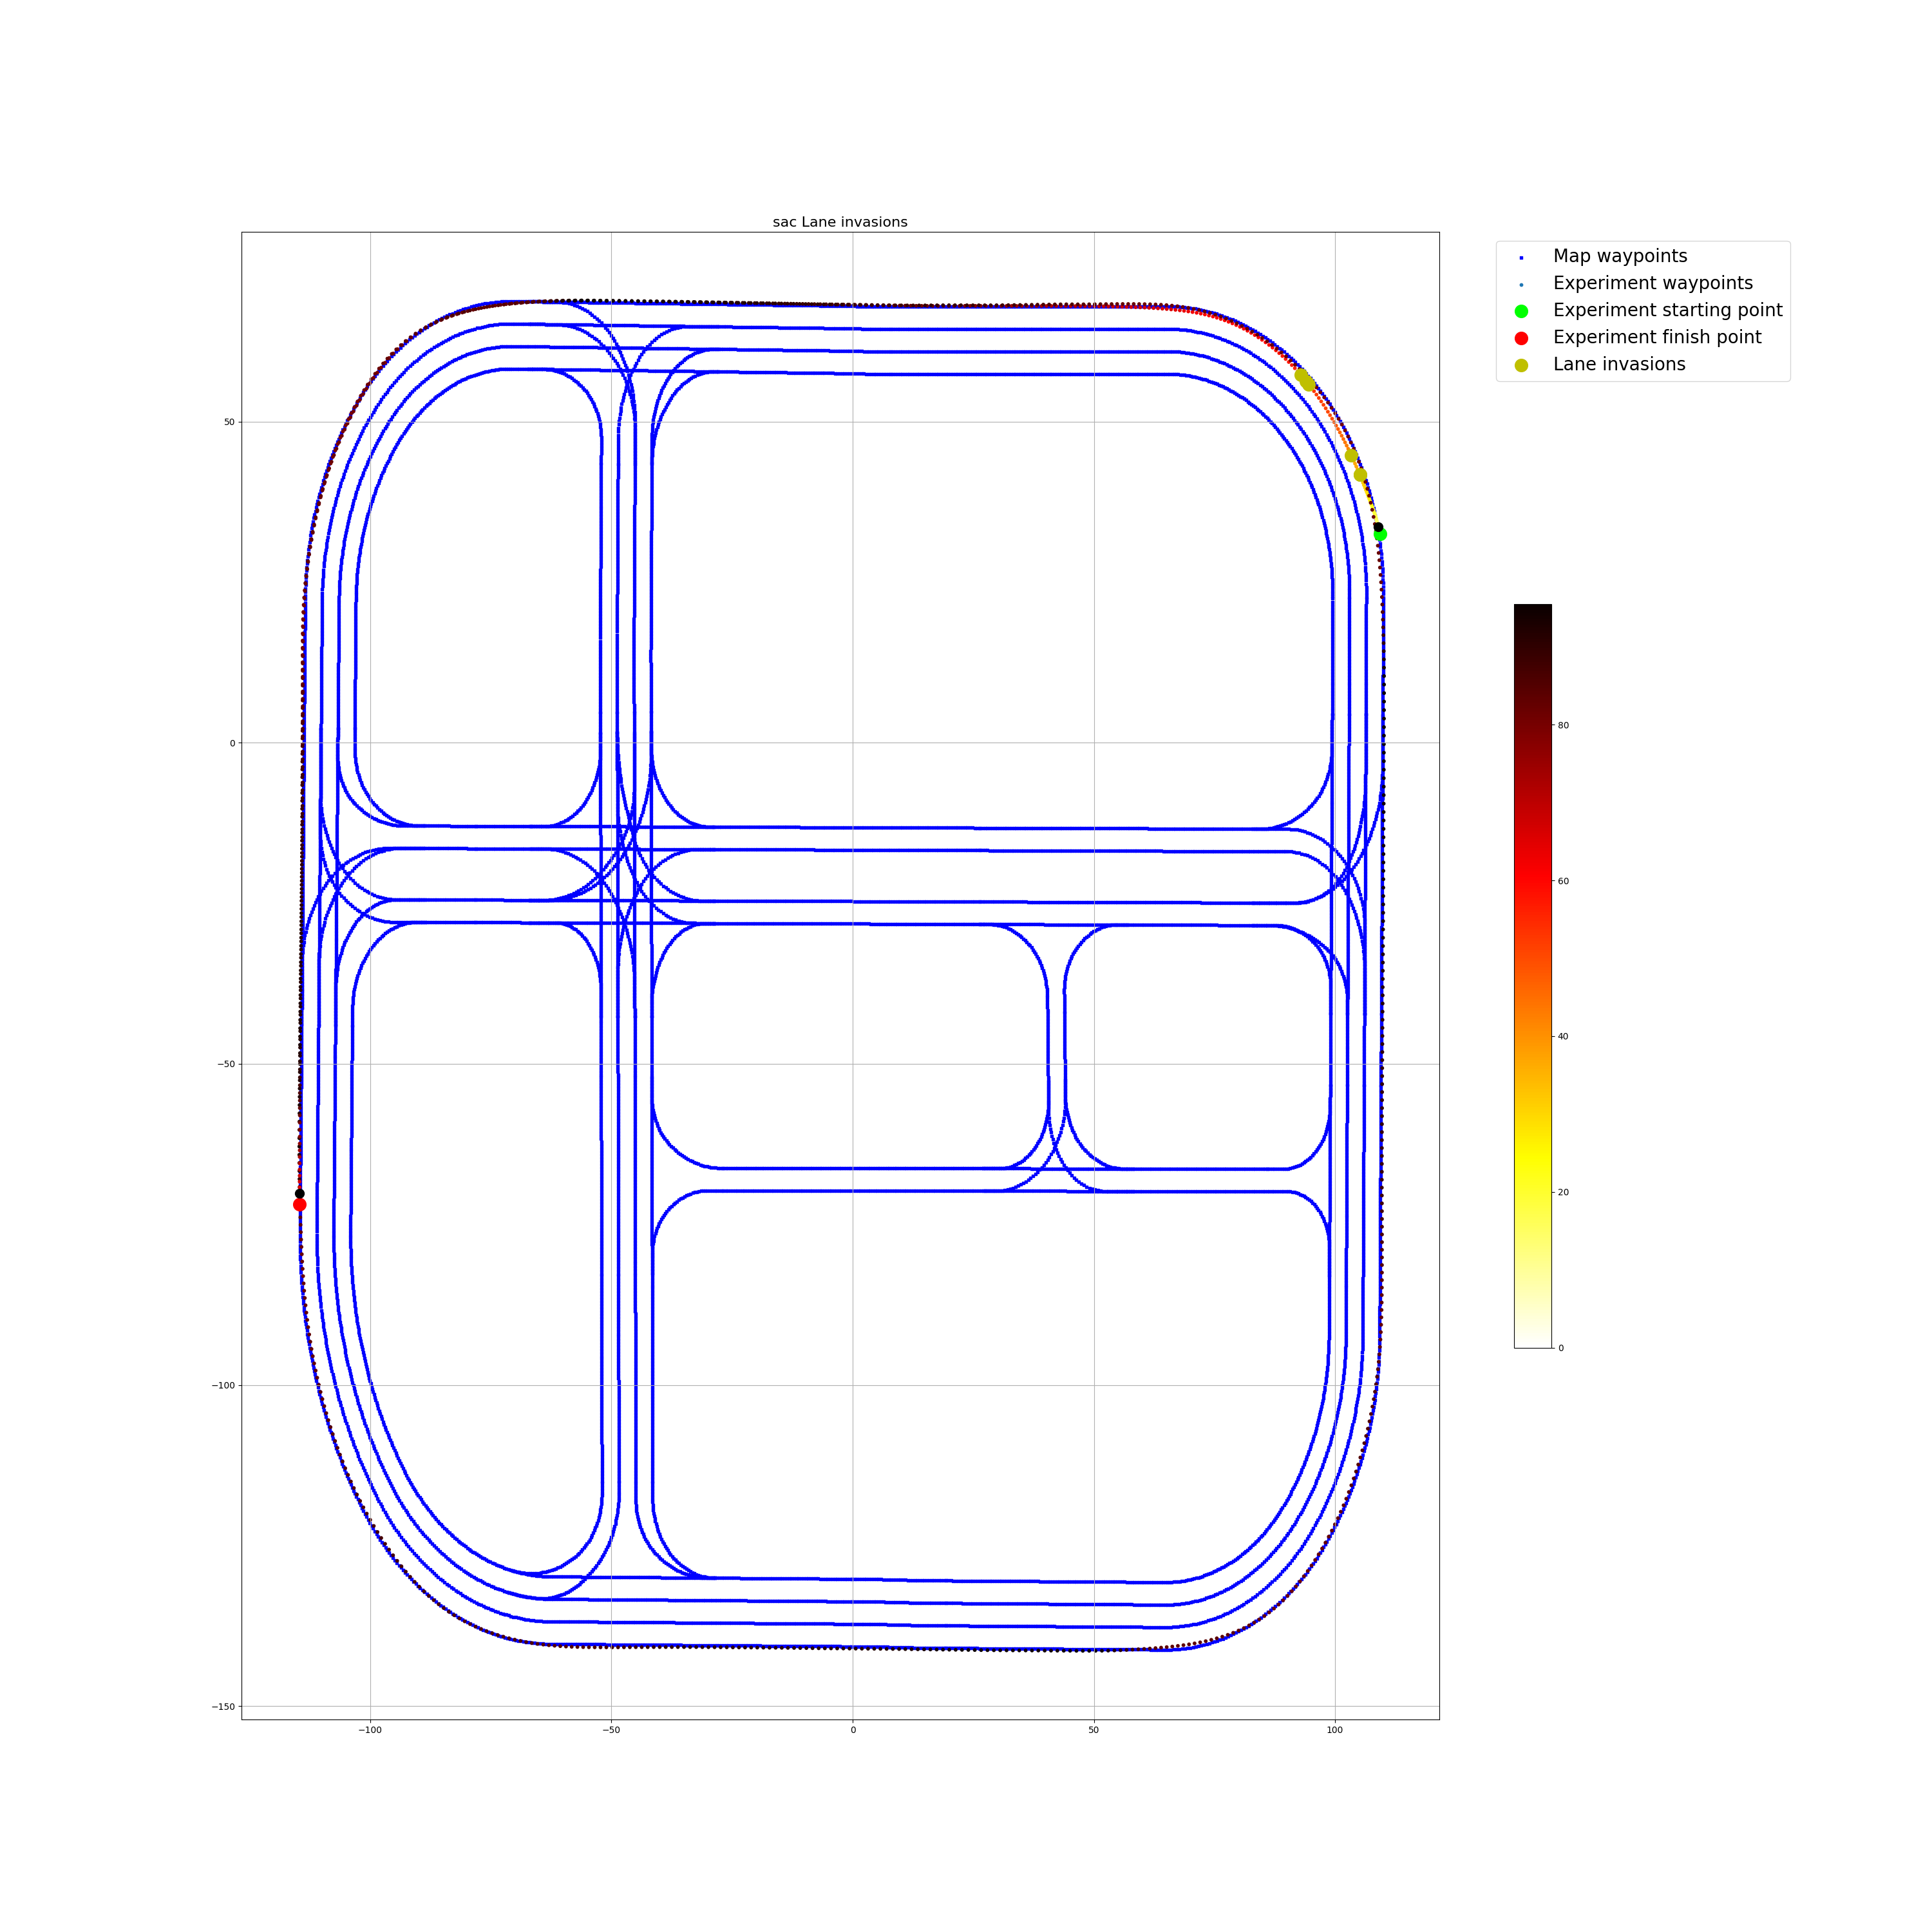 sac Lane invasions
Map waypoints
Experiment waypoints
Experiment starting point
Experiment finish point
Lane invasions
50
0
−50
−100
−150
−100
−50
0
50
100
80
60
40
20
0